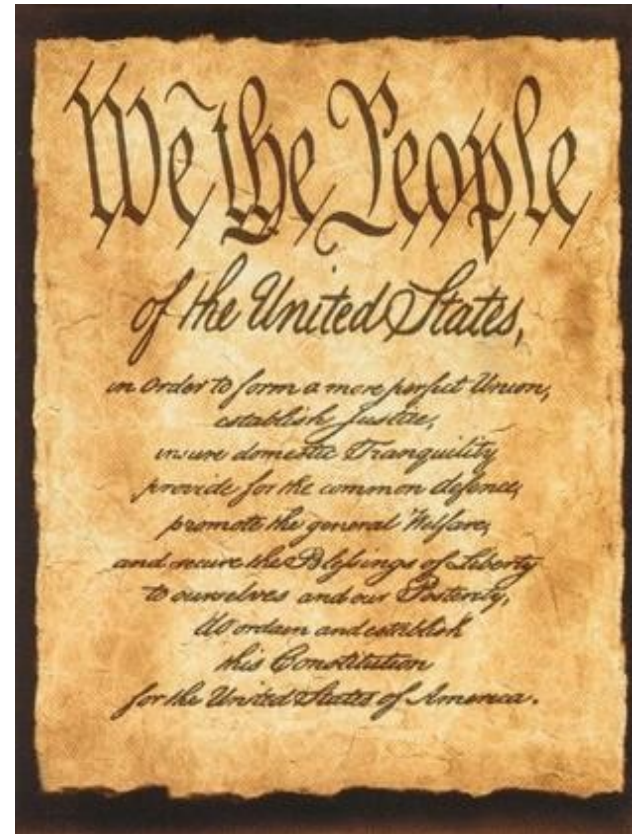 We the People
of the United States,
in Order to form a more perfect Union,
establish Justice,
insure domestic Tranquility
provide for the common defence,
promote the general Welfare,
and secure the Blessings of Liberty
to ourselves and our Posterity,
do ordain and establish
this Constitution
for the United States of America.